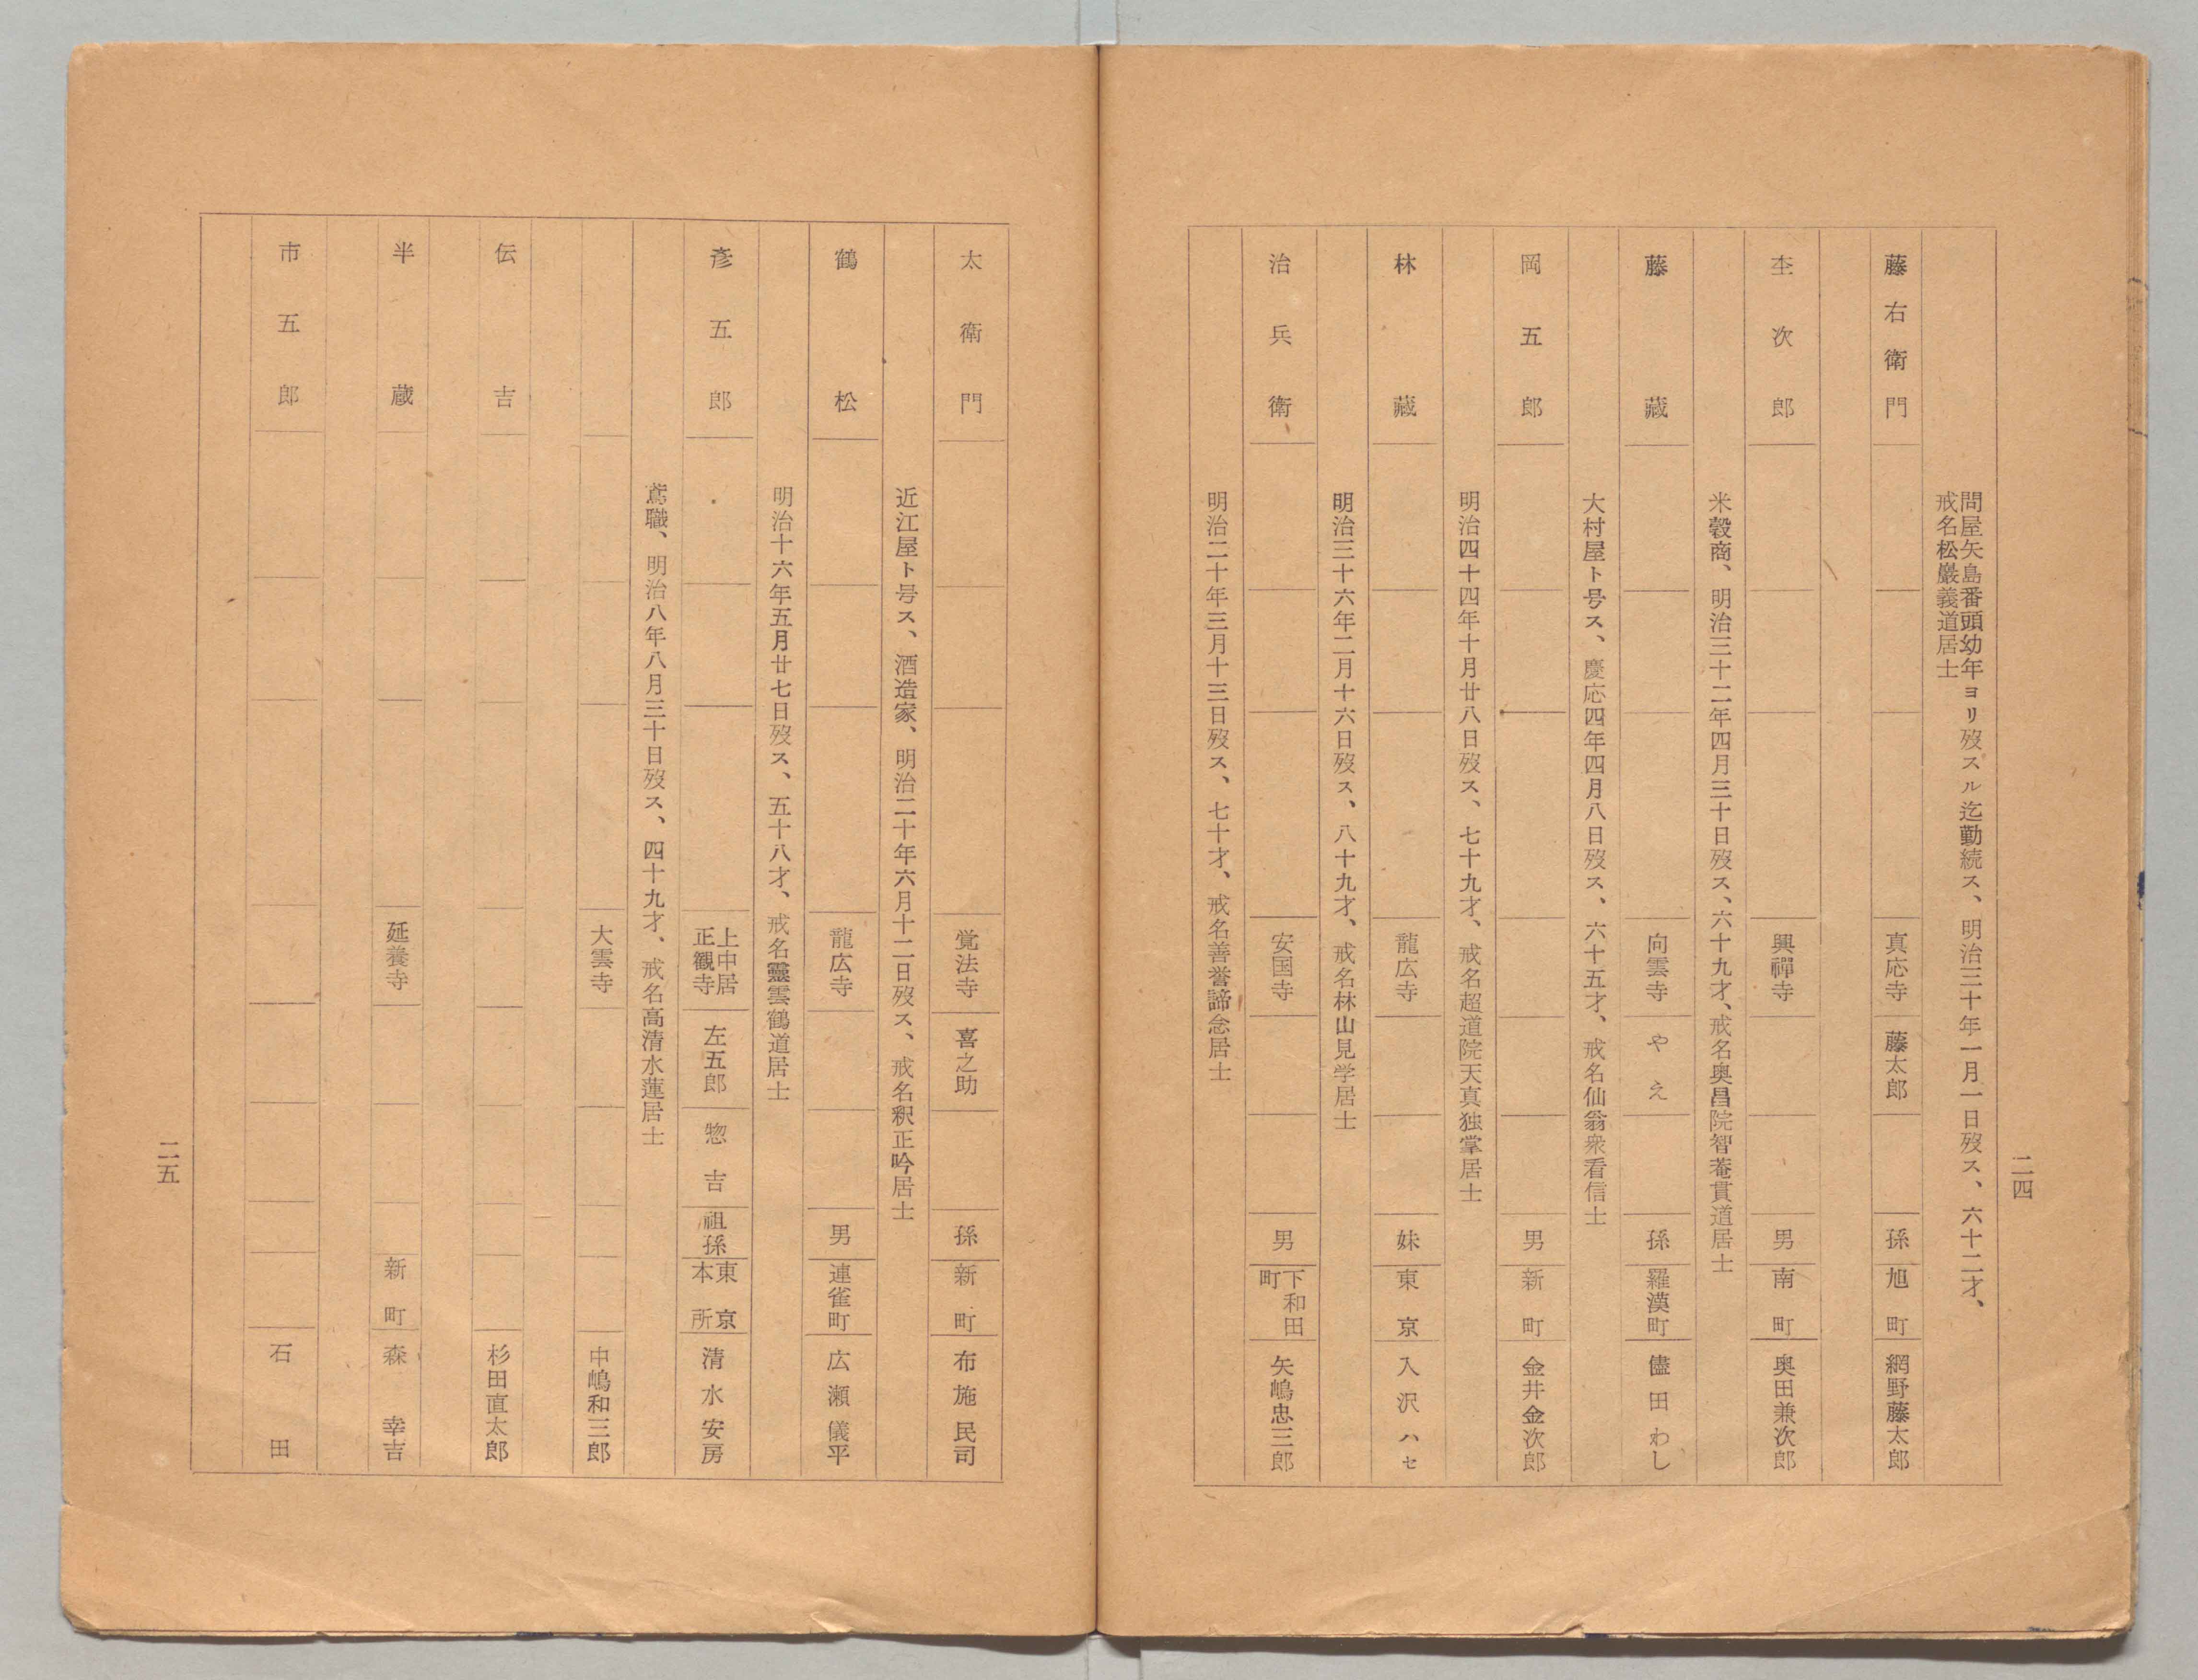 二四
問屋矢島番頭幼年ヨリ歿スル迄勤続ス、明治三十年一月一日歿ス、六十二才、
戒名松巖義道居士
藤右衛門 真応寺 藤太郎 孫 旭町 網野藤太郎
杢次郎 興禪寺 男 南町 奥田兼次郎
米穀商、明治三十二年四月三十日歿ス、六十九才、戒名奥昌院智菴貫道居士
藤蔵 向雲寺 やえ 孫 羅漢町 儘田わし
大村屋ト号ス、慶応四年四月八日歿ス、六十五才、戒名仙翁衆看信士
岡五郎 男 新町 金井金次郎
明治四十四年十月廿八日歿ス、七十九才、戒名超道院天真独掌居士
林藏 龍広寺 妹 東京 入沢ハセ
明治三十六年二月十六日歿ス、八十九才、戒名林山見学居士
治兵衛 安国寺 男 下和田町 矢嶋忠三郎
明治二十年三月十三日歿ス、七十才、戒名善誉諦念居士
太衛門 覚法寺 喜之助 孫 新町 布施民司
近江屋ト号ス、酒造家、明治二十年六月十二日歿ス、戒名釈正吟居士
鶴松 龍広寺 男 連雀町 広瀬儀平
明治十六年五月廿七日歿ス、五十八才、戒名靈雲鶴道居士
彦五郎 上中居正観寺 左五郎 惣吉 祖孫 東京本所 清水安房
鳶職、明治八年八月三十日歿ス、四十九才、戒名高清水蓮居士
大雲寺 中嶋和三郎
伝吉 杉田直太郎
半蔵 延養寺 新町 森幸吉
市五郎 石田
二五